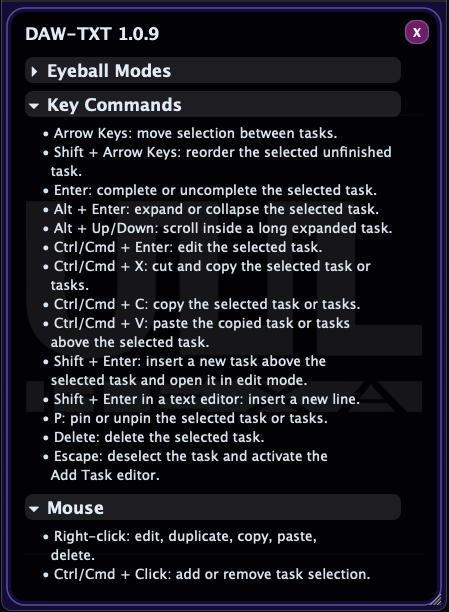 DAW-TXT 1.0.9
X
Eyeball Modes
Key Commands
• Arrow Keys: move selection between tasks.
• Shift + Arrow Keys: reorder the selected unfinished
task.
• Enter: complete or uncomplete the selected task.
• Alt + Enter: expand or collapse the selected task.
• Alt + Up/Down: scroll inside a long expanded task.
• Ctrl/Cmd + Enter: edit the selected task.
• Ctrl/Cmd + X: cut and copy the selected task or
tasks.
• Ctrl/Cmd + C: copy the selected task or tasks.
• Ctrl/Cmd + V: paste the copied task or tasks
above the selected task.
• Shift + Enter: insert a new task above the
selected task and open it in edit mode.
• Shift + Enter in a text editor: insert a new line.
• P: pin or unpin the selected task or tasks.
• Delete: delete the selected task.
• Escape: deselect the task and activate the
Add Task editor.
Mouse
• Right-click: edit, duplicate, copy, paste,
delete.
• Ctrl/Cmd + Click: add or remove task selection.